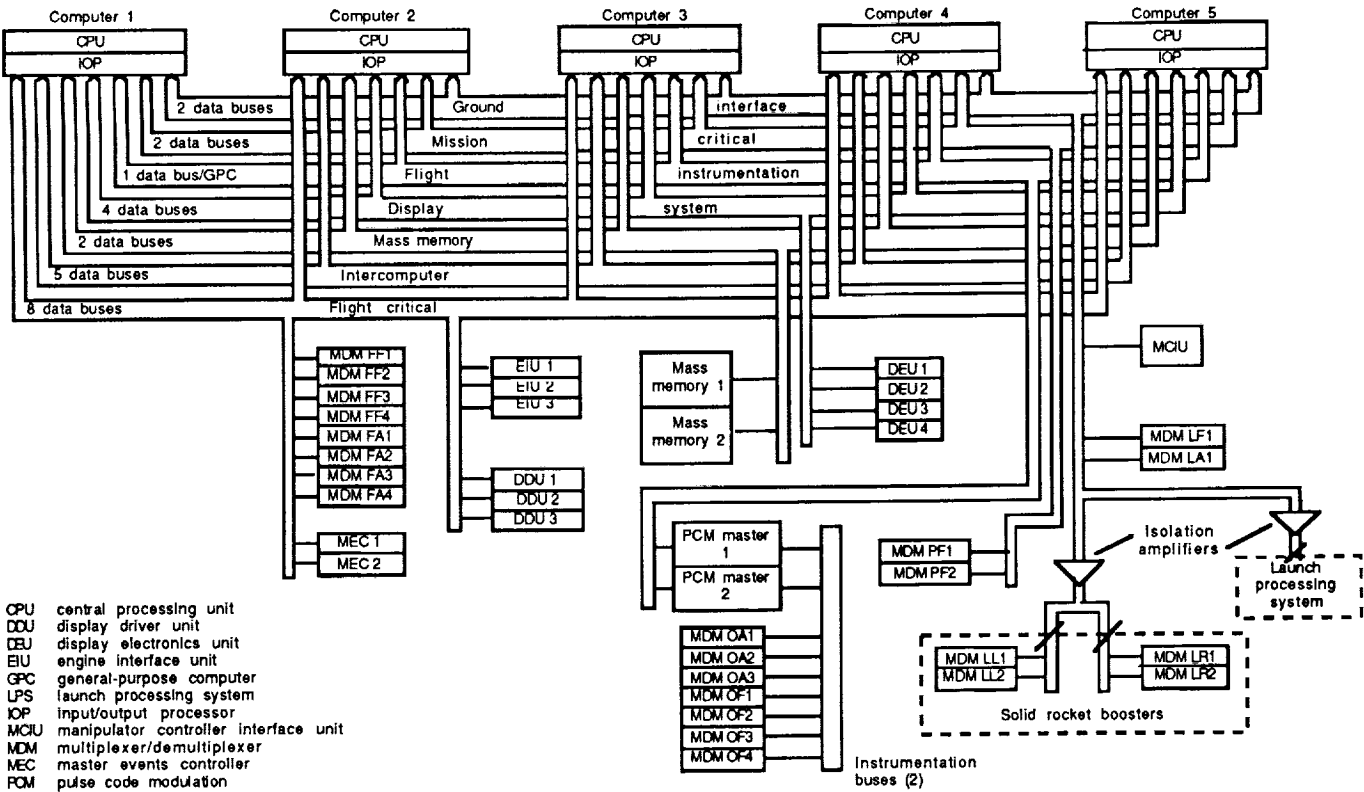 Computer 1
Computer 2
Computer 3
Computer 4
Computer 5
CPU
CPU
CPU
CPU
CPU
IOP
IOP
IOP
IOP
IOP
2 data buses Ground interface
2 data buses Mission critical
1 data bus/GPC Flight instrumentation
4 data buses Display system
2 data buses Mass memory
5 data buses Intercomputer
8 data buses Flight critical
MDM FF1
MDM FF2
MDM FF3
MDM FF4
MDM FA1
MDM FA2
MDM FA3
MDM FA4
MEC 1
MEC 2
EIU 1
EIU 2
EIU 3
DDU 1
DDU 2
DDU 3
Mass
memory 1
Mass
memory 2
DEU 1
DEU 2
DEU 3
DEU 4
MCIU
MDM LF1
MDM LA1
PCM master
1
PCM master
2
MDM PF1
MDM PF2
Isolation
amplifiers
Launch
processing
system
MDM OA1
MDM OA2
MDM OA3
MDM OF1
MDM OF2
MDM OF3
MDM OF4
Instrumentation
buses (2)
MDM LL1
MDM LL2
MDM LR1
MDM LR2
Solid rocket boosters
CPU central processing unit
DDU display driver unit
DEU display electronics unit
EIU engine interface unit
GPC general-purpose computer
LPS launch processing system
IOP input/output processor
MCIU manipulator controller interface unit
MDM multiplexer/demultiplexer
MEC master events controller
PCM pulse code modulation